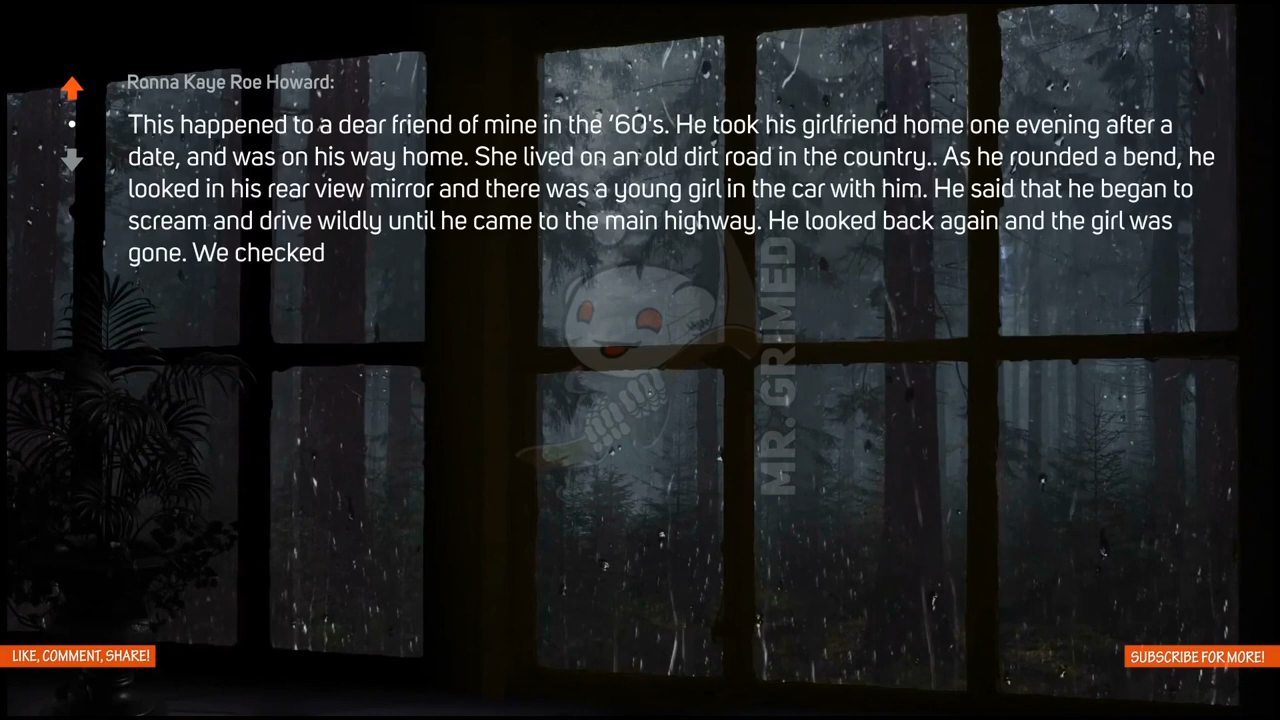 Ronna Kaye Roe Howard:
This happened to a dear friend of mine in the ‘60's. He took his girlfriend home one evening after a
date, and was on his way home. She lived on an old dirt road in the country.. As he rounded a bend, he
looked in his rear view mirror and there was a young girl in the car with him. He said that he began to
scream and drive wildly until he came to the main highway. He looked back again and the girl was
gone. We checked
MR. GRIMED
LIKE, COMMENT, SHARE!
SUBSCRIBE FOR MORE!